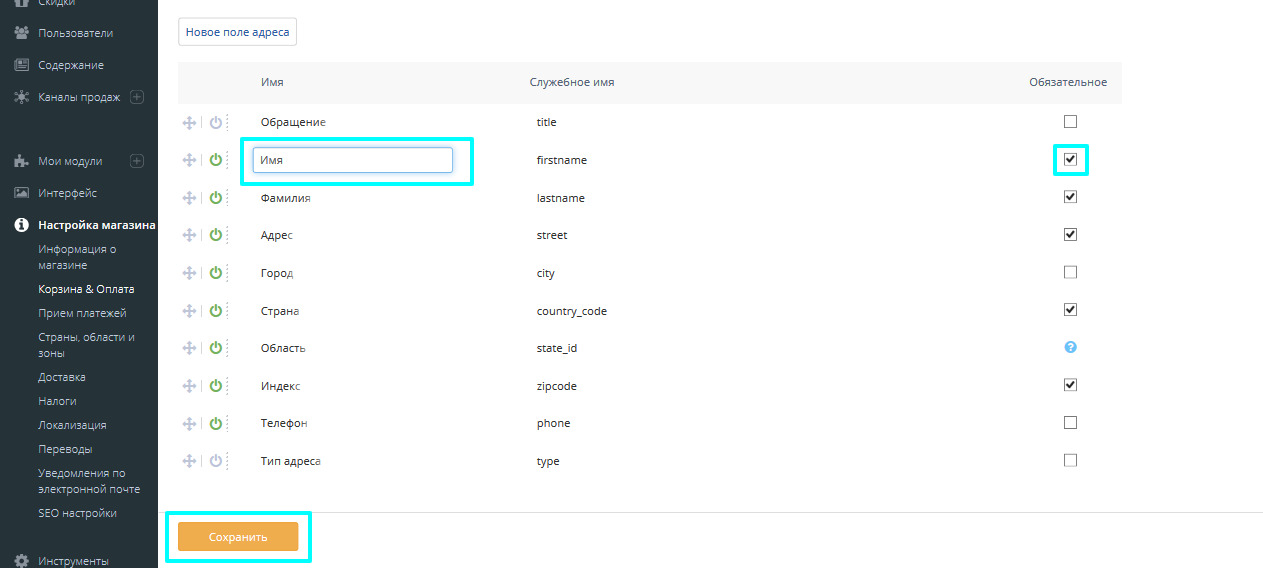 Скидки
Пользователи
Содержание
Каналы продаж
Мои модули
Интерфейс
Настройка магазина
Информация о
магазине
Корзина & Оплата
Прием платежей
Страны, области и
зоны
Доставка
Налоги
Локализация
Переводы
Уведомления по
электронной почте
SEO настройки
Инструменты
Новое поле адреса
Имя Служебное имя Обязательное
Обращение title
Имя firstname
Фамилия lastname
Адрес street
Город city
Страна country_code
Область state_id ?
Индекс zipcode
Телефон phone
Тип адреса type
Сохранить